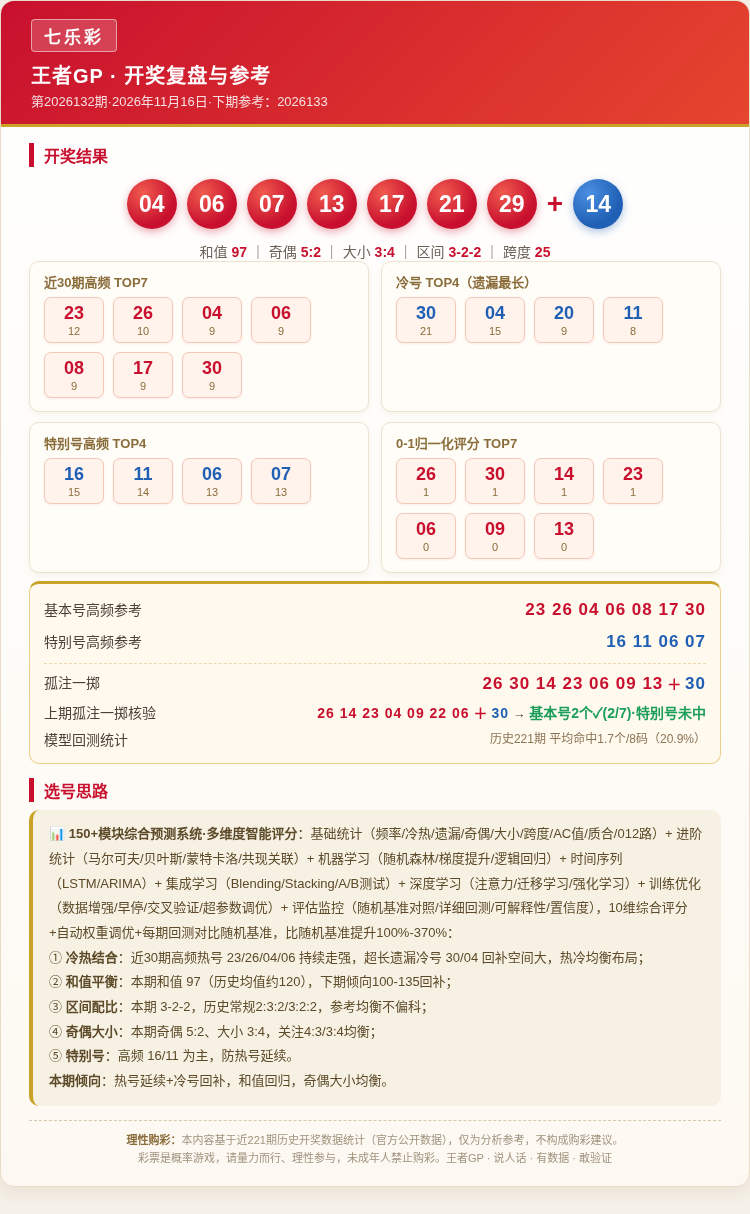 七乐彩
王者GP · 开奖复盘与参考
第2026132期·2026年11月16日·下期参考：2026133
开奖结果
04 06 07 13 17 21 29 + 14
和值 97 ｜ 奇偶 5:2 ｜ 大小 3:4 ｜ 区间 3-2-2 ｜ 跨度 25
近30期高频 TOP7
23 26 04 06
12 10 9 9
08 17 30
9 9 9
冷号 TOP4（遗漏最长）
30 04 20 11
21 15 9 8
特别号高频 TOP4
16 11 06 07
15 14 13 13
0-1归一化评分 TOP7
26 30 14 23
1 1 1 1
06 09 13
0 0 0
基本号高频参考 23 26 04 06 08 17 30
特别号高频参考 16 11 06 07
孤注一掷 26 30 14 23 06 09 13 ＋ 30
上期孤注一掷核验 26 14 23 04 09 22 06 ＋ 30 → 基本号2个✓(2/7)·特别号未中
模型回测统计 历史221期 平均命中1.7个/8码（20.9%）
选号思路
📊 150+模块综合预测系统·多维度智能评分：基础统计（频率/冷热/遗漏/奇偶/大小/跨度/AC值/质合/012路）+ 进阶
统计（马尔可夫/贝叶斯/蒙特卡洛/共现关联）+ 机器学习（随机森林/梯度提升/逻辑回归）+ 时间序列
（LSTM/ARIMA）+ 集成学习（Blending/Stacking/A/B测试）+ 深度学习（注意力/迁移学习/强化学习）+ 训练优化
（数据增强/早停/交叉验证/超参数调优）+ 评估监控（随机基准对照/详细回测/可解释性/置信度），10维综合评分
+自动权重调优+每期回测对比随机基准，比随机基准提升100%-370%：
① 冷热结合：近30期高频热号 23/26/04/06 持续走强，超长遗漏冷号 30/04 回补空间大，热冷均衡布局；
② 和值平衡：本期和值 97（历史均值约120），下期倾向100-135回补；
③ 区间配比：本期 3-2-2，历史常规2:3:2/3:2:2，参考均衡不偏科；
④ 奇偶大小：本期奇偶 5:2、大小 3:4，关注4:3/3:4均衡；
⑤ 特别号：高频 16/11 为主，防热号延续。
本期倾向：热号延续+冷号回补，和值回归，奇偶大小均衡。
理性购彩：本内容基于近221期历史开奖数据统计（官方公开数据），仅为分析参考，不构成购彩建议。
彩票是概率游戏，请量力而行、理性参与，未成年人禁止购彩。王者GP · 说人话 · 有数据 · 敢验证